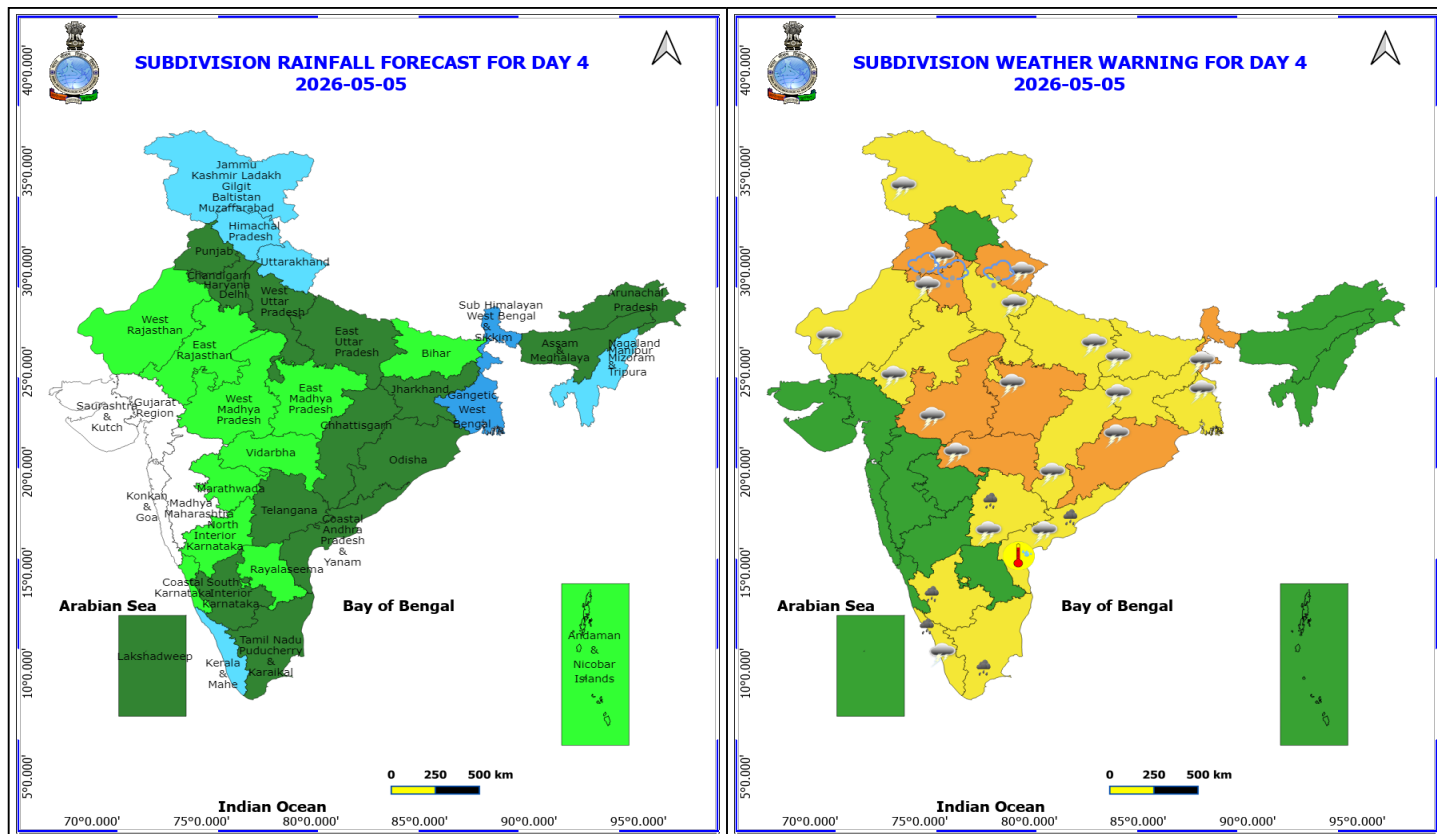 SUBDIVISION RAINFALL FORECAST FOR DAY 4
2026-05-05
40°0.000'
35°0.000'
30°0.000'
25°0.000'
20°0.000'
15°0.000'
10°0.000'
5°0.000'
Jammu
Kashmir Ladakh
Gilgit
Baltistan
Muzaffarabad
Himachal
Pradesh
Punjab
Uttarakhand
Chandigarh
Haryana
Delhi
West
Uttar
Pradesh
West
Rajasthan
East
Rajasthan
East
Uttar
Pradesh
Bihar
Sub Himalayan
West Bengal
&
Sikkim
Arunachal
Pradesh
Assam
&
Meghalaya
Nagaland
Manipur
Mizoram
&
Tripura
Jharkhand
Gangetic
West
Bengal
East
Madhya
Pradesh
West
Madhya
Pradesh
Gujarat
Region
Saurashtra
&
Kutch
Chhattisgarh
Odisha
Vidarbha
Marathwada
Madhya
Maharashtra
Konkan
&
Goa
Telangana
North
Interior
Karnataka
Coastal
Andhra
Pradesh
&
Yanam
Rayalaseema
Coastal
Karnataka
South
Interior
Karnataka
Tamil Nadu
Puducherry
&
Karaikal
Kerala
&
Mahe
Lakshadweep
Andaman
&
Nicobar
Islands
Arabian Sea
Bay of Bengal
Indian Ocean
0 250 500 km
70°0.000' 75°0.000' 80°0.000' 85°0.000' 90°0.000' 95°0.000'
SUBDIVISION WEATHER WARNING FOR DAY 4
2026-05-05
40°0.000'
35°0.000'
30°0.000'
25°0.000'
20°0.000'
15°0.000'
10°0.000'
5°0.000'
Arabian Sea
Bay of Bengal
Indian Ocean
0 250 500 km
70°0.000' 75°0.000' 80°0.000' 85°0.000' 90°0.000' 95°0.000'